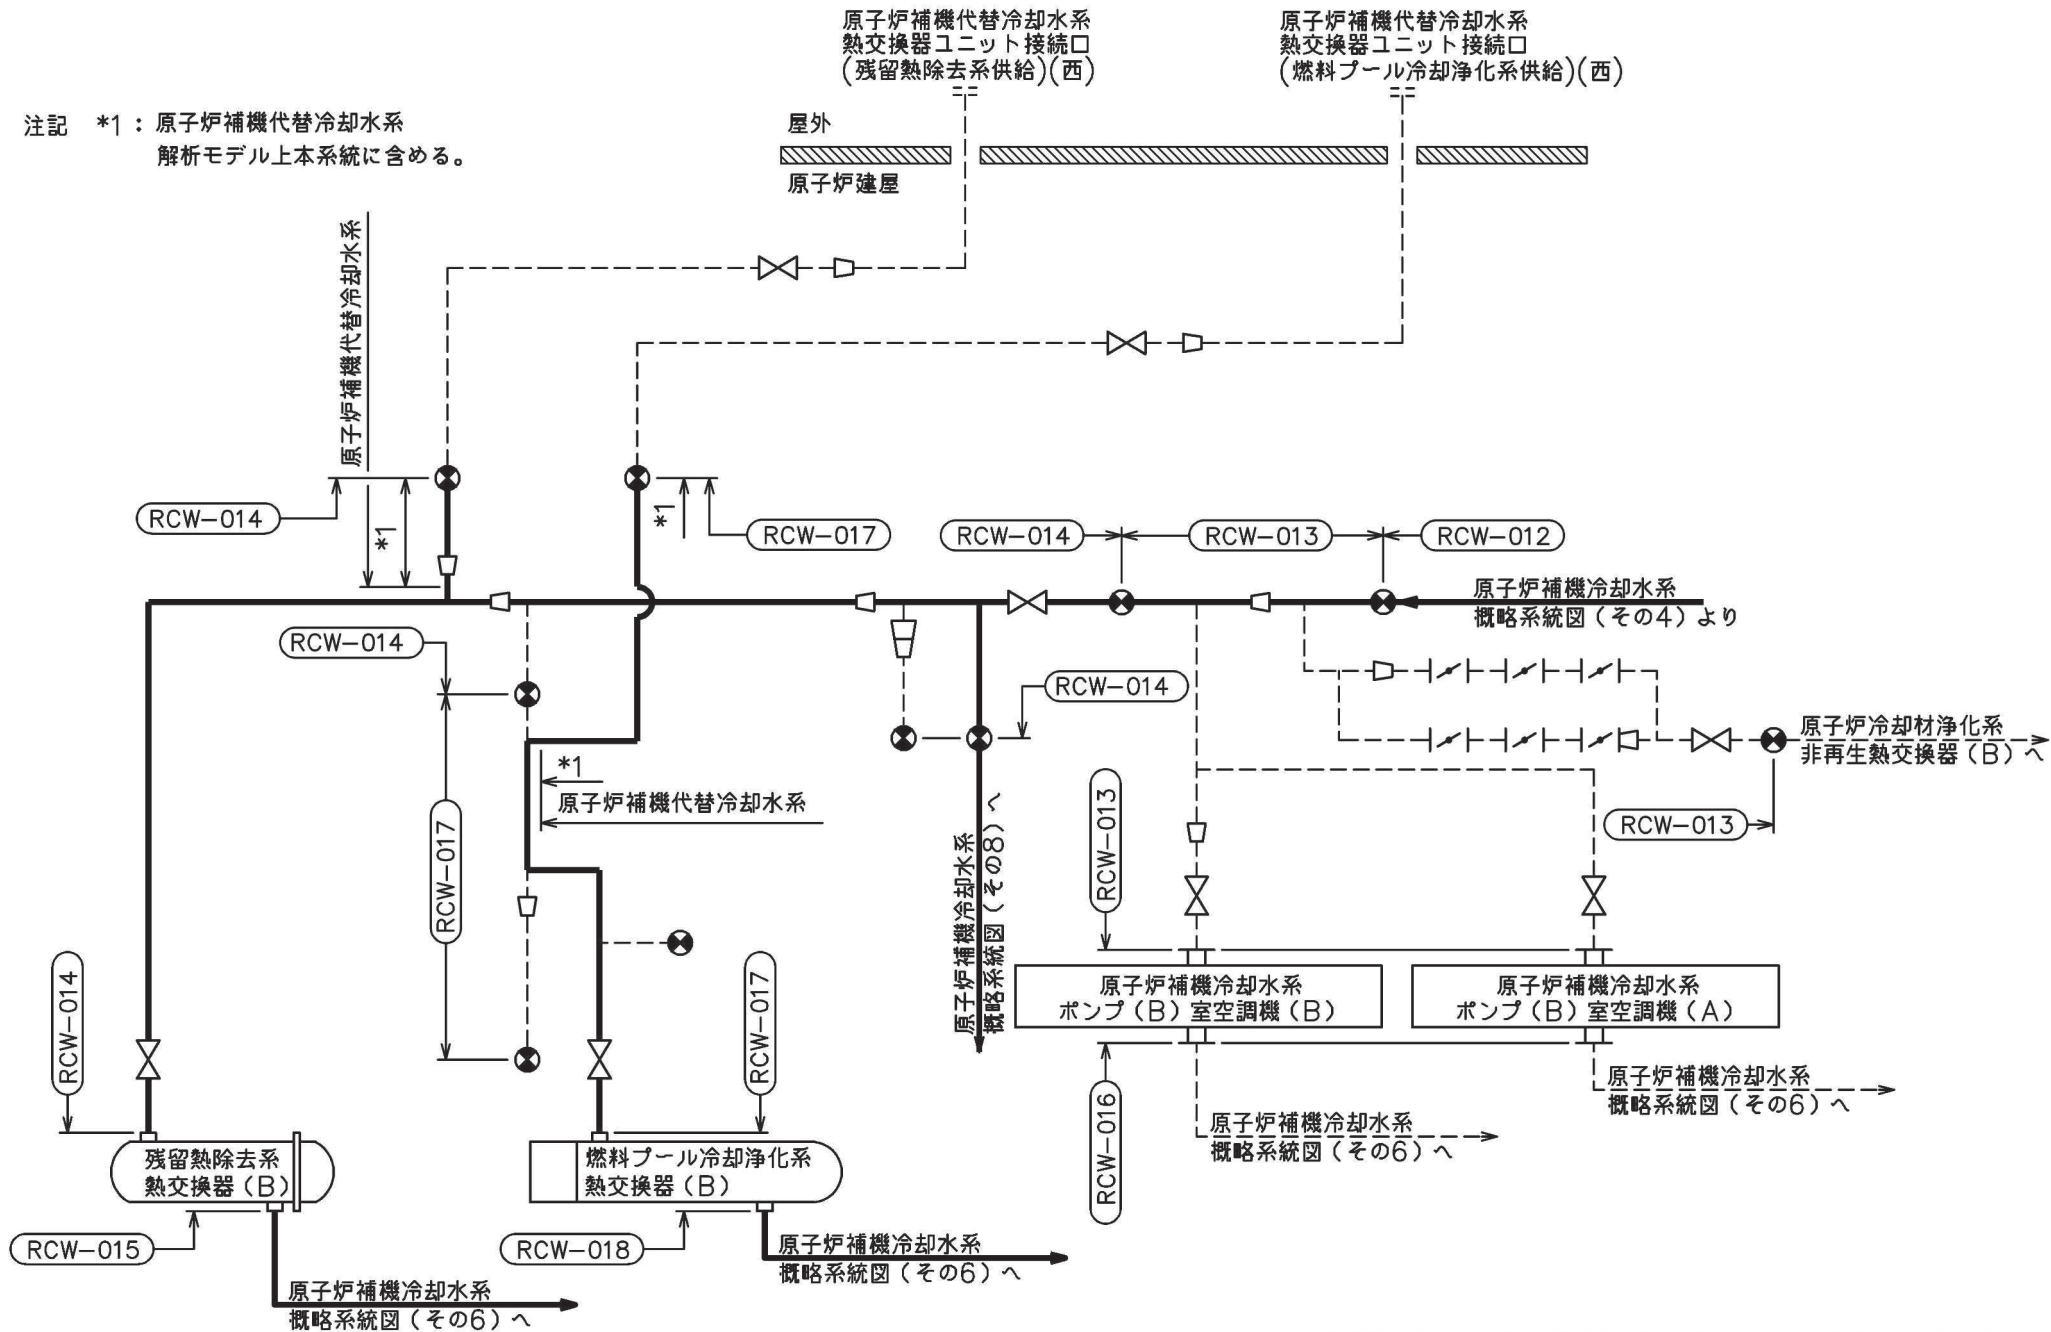 原子炉補機代替冷却水系
熱交換器ユニット接続口
(残留熱除去系供給)(西)
原子炉補機代替冷却水系
熱交換器ユニット接続口
(燃料プール冷却浄化系供給)(西)
注記 *1:原子炉補機代替冷却水系
解析モデル上本系統に含める。
屋外
原子炉建屋
原子炉補機代替冷却水系
RCW-014
*1
*1
RCW-017
RCW-014
RCW-013
RCW-012
原子炉補機冷却水系
概略系統図(その4)より
RCW-014
RCW-014
原子炉冷却材浄化系
非再生熱交換器(B)へ
*1
原子炉補機代替冷却水系
RCW-017
原子炉補機冷却水系
概略系統図(その8)へ
RCW-013
RCW-013
RCW-014
RCW-017
原子炉補機冷却水系
ポンプ(B)室空調機(B)
原子炉補機冷却水系
ポンプ(B)室空調機(A)
RCW-016
原子炉補機冷却水系
概略系統図(その6)へ
原子炉補機冷却水系
概略系統図(その6)へ
残留熱除去系
熱交換器(B)
燃料プール冷却浄化系
熱交換器(B)
RCW-015
RCW-018
原子炉補機冷却水系
概略系統図(その6)へ
原子炉補機冷却水系
概略系統図(その6)へ